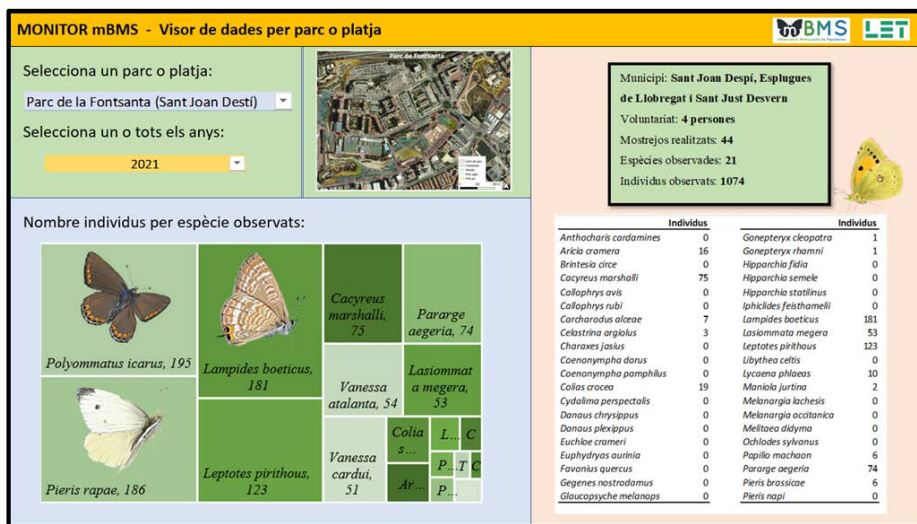 MONITOR mBMS - Visor de dades per parc o platja
BMS
LET
Selecciona un parc o platja:
Parc de la Fontsanta (Sant Joan Destí)
Selecciona un o tots els anys:
2021
Parc de Fontsanta
Municipi: Sant Joan Despí, Esplugues
de Llobregat i Sant Just Desvern
Voluntariat: 4 persones
Mostrejos realitzats: 44
Espècies observades: 21
Individus observats: 1074
Nombre individus per espècie observats:
Polyommatus icarus, 195
Pieris rapae, 186
Lampides boeticus,
181
Leptotes pirithous,
123
Cacyreus
marshalli,
75
Pararge
aegeria, 74
Vanessa
atalanta, 54
Lasiommat
a megera,
53
Vanessa
cardui,
51
Colia
s...
Ar...
L...
C
P...
T
C
P...
Individus
Anthocharis cardamines 0
Aricia cramera 16
Brintesia circe 0
Cacyreus marshalli 75
Callophrys avis 0
Callophrys rubi 0
Carcharodus alceae 7
Celastrina argiolus 3
Charaxes jasius 0
Coenonympha dorus 0
Coenonympha pamphilus 0
Colias crocea 19
Cydalima perspectalis 0
Danaus chrysippus 0
Danaus plexippus 0
Euchloe crameri 0
Euphydryas aurinia 0
Favonius quercus 0
Gegenes nostrodamus 0
Glaucopsyche melanops 0
Individus
Gonepteryx cleopatra 1
Gonepteryx rhamni 1
Hipparchia fidia 0
Hipparchia semele 0
Hipparchia statilinus 0
Iphiclides feisthamelii 0
Lampides boeticus 181
Lasiommata megera 53
Leptotes pirithous 123
Libythea celtis 0
Lycaena phlaeas 10
Maniola jurtina 2
Melanargia lachesis 0
Melanargia occitanica 0
Melitaea didyma 0
Ochlodes sylvanus 0
Papilio machaon 6
Pararge aegeria 74
Pieris brassicae 6
Pieris napi 0